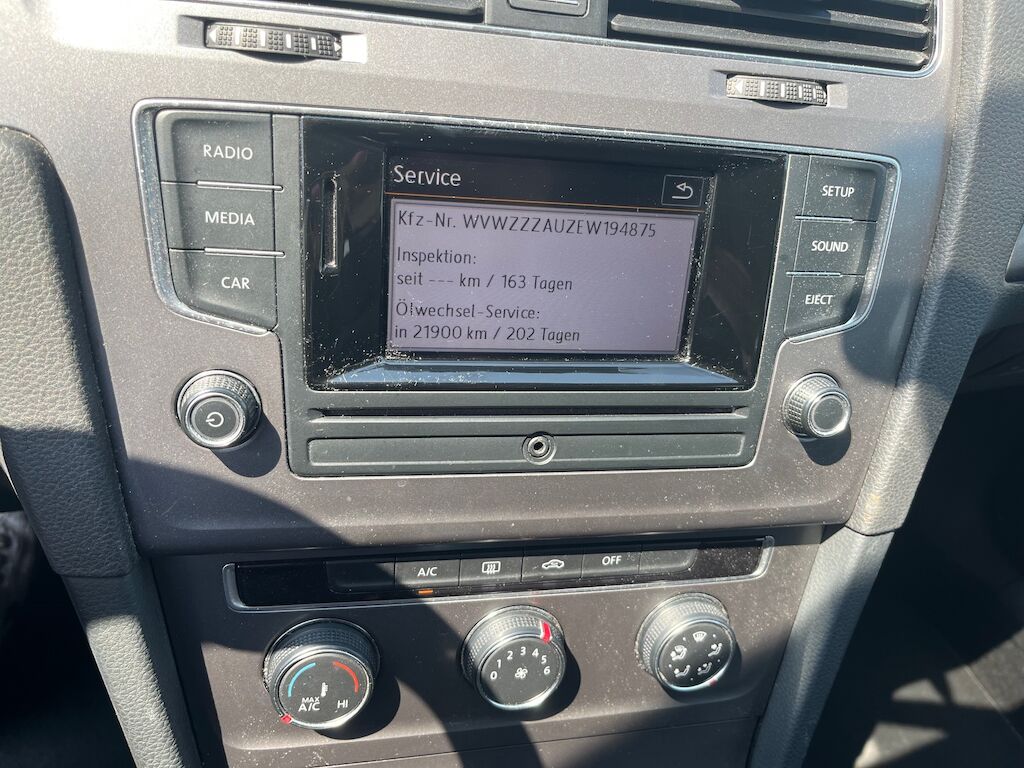 RADIO
MEDIA
CAR
Service
Kfz-Nr. WVWZZZAUZEW194875
Inspektion:
seit --- km / 163 Tagen
Ölwechsel-Service:
in 21900 km / 202 Tagen
SETUP
SOUND
EJECT
A/C
OFF
MAX
A/C
HI
0 1 2 3 4 5 6